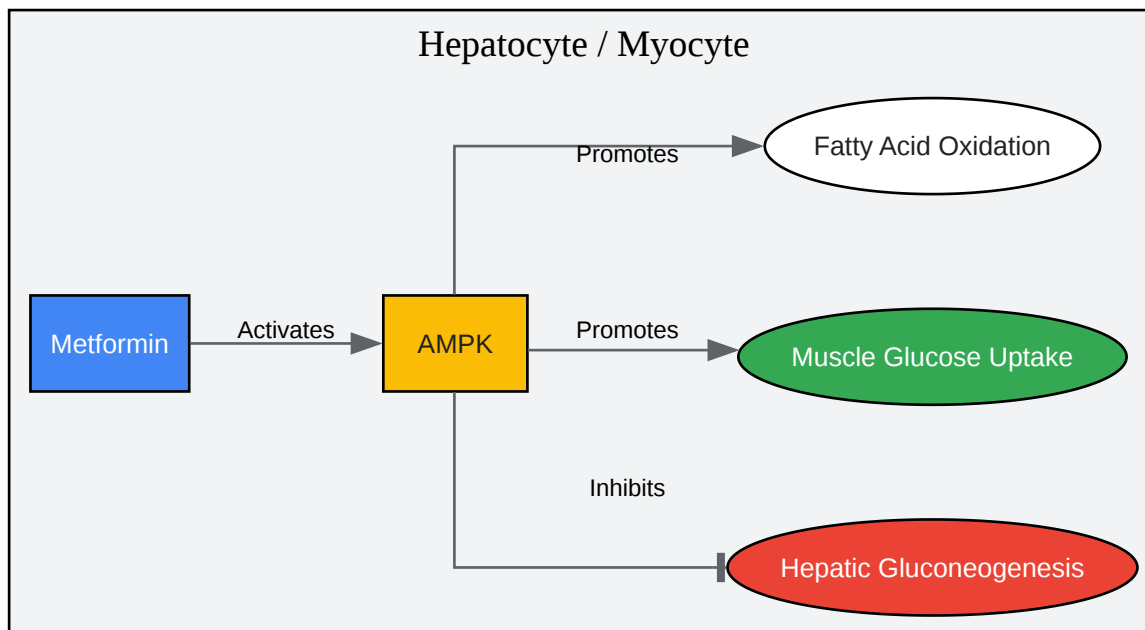 Hepatocyte / Myocyte
Promotes
Fatty Acid Oxidation
Metformin
Activates
AMPK
Promotes
Muscle Glucose Uptake
Inhibits
Hepatic Gluconeogenesis